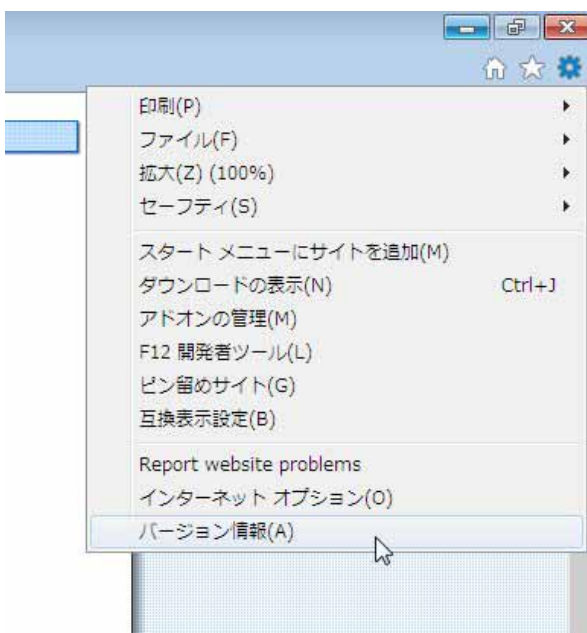 印刷(P)
ファイル(F)
拡大(Z) (100%)
セーフティ(S)
スタート メニューにサイトを追加(M)
ダウンロードの表示(N) Ctrl+J
アドオンの管理(M)
F12 開発者ツール(L)
ピン留めサイト(G)
互換表示設定(B)
Report website problems
インターネット オプション(O)
バージョン情報(A)